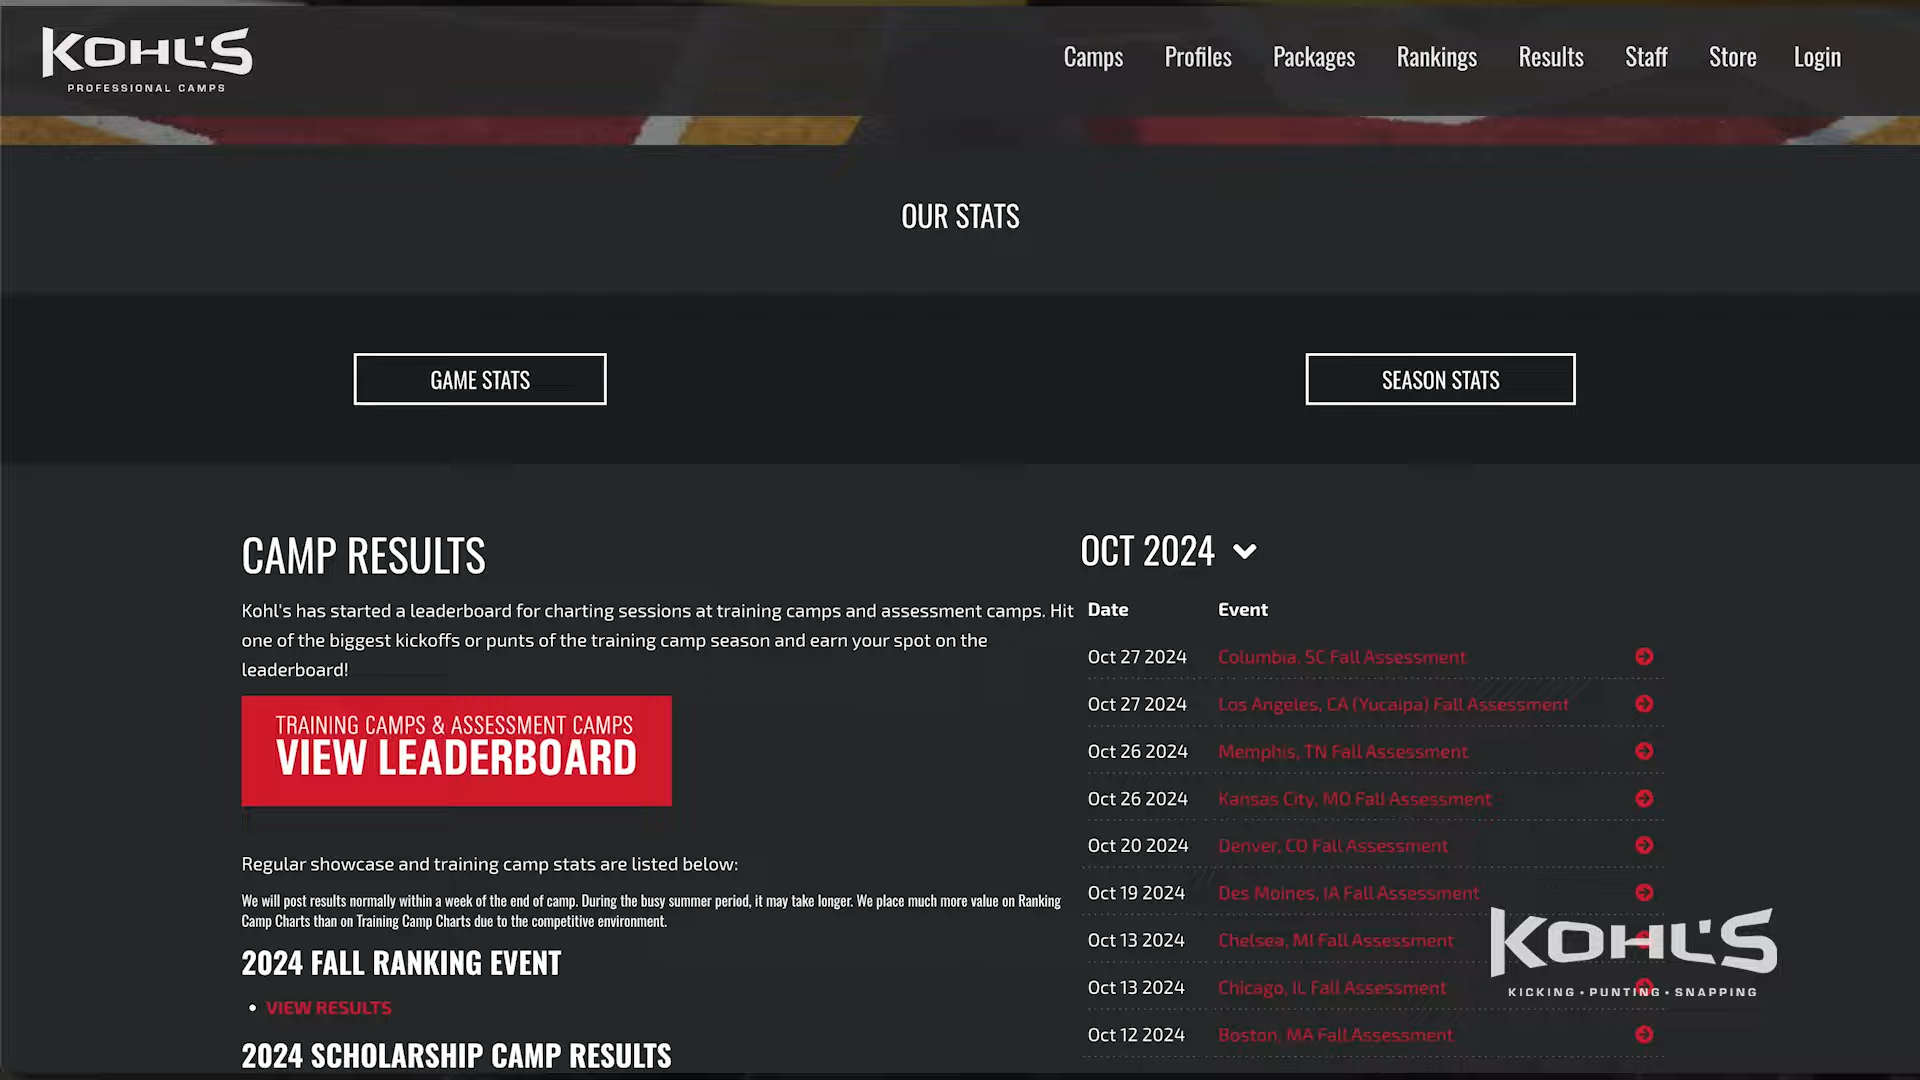 KOHL'S
PROFESSIONAL CAMPS
Camps Profiles Packages Rankings Results Staff Store Login
OUR STATS
GAME STATS
SEASON STATS
CAMP RESULTS
Kohl's has started a leaderboard for charting sessions at training camps and assessment camps. Hit
one of the biggest kickoffs or punts of the training camp season and earn your spot on the
leaderboard!
TRAINING CAMPS & ASSESSMENT CAMPS
VIEW LEADERBOARD
Regular showcase and training camp stats are listed below:
We will post results normally within a week of the end of camp. During the busy summer period, it may take longer. We place much more value on Ranking
Camp Charts than on Training Camp Charts due to the competitive environment.
2024 FALL RANKING EVENT
• VIEW RESULTS
2024 SCHOLARSHIP CAMP RESULTS
OCT 2024
Date Event
Oct 27 2024 Columbia, SC Fall Assessment
Oct 27 2024 Los Angeles, CA (Yucaipa) Fall Assessment
Oct 26 2024 Memphis, TN Fall Assessment
Oct 26 2024 Kansas City, MO Fall Assessment
Oct 20 2024 Denver, CO Fall Assessment
Oct 19 2024 Des Moines, IA Fall Assessment
Oct 13 2024 Chelsea, MI Fall Assessment
Oct 13 2024 Chicago, IL Fall Assessment
Oct 12 2024 Boston, MA Fall Assessment
KOHL'S
KICKING • PUNTING • SNAPPING